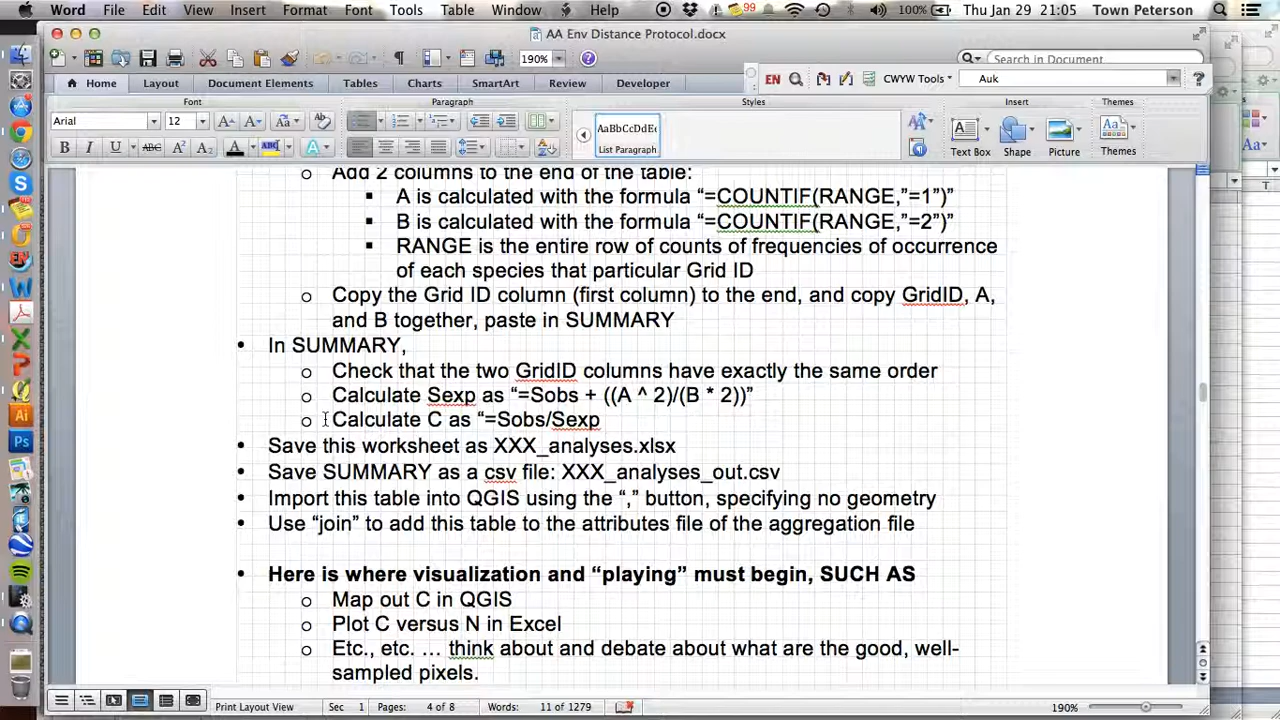 Word File Edit View Insert Format Font Tools Table Window Help 99 100% Thu Jan 29 21:05 Town Peterson
AA Env Distance Protocol.docx
190% Search in Document
Home Layout Document Elements Tables Charts SmartArt Review Developer EN CWYW Tools Auk
Font Paragraph Styles Insert Themes
Arial 12 AaBbCcDdE Aa
List Paragraph Text Box Shape Picture Themes
o Add 2 columns to the end of the table:
▪ A is calculated with the formula “=COUNTIF(RANGE,”=1”)”
▪ B is calculated with the formula “=COUNTIF(RANGE,”=2”)”
▪ RANGE is the entire row of counts of frequencies of occurrence
of each species that particular Grid ID
o Copy the Grid ID column (first column) to the end, and copy GridID, A,
and B together, paste in SUMMARY
• In SUMMARY,
o Check that the two GridID columns have exactly the same order
o Calculate Sexp as “=Sobs + ((A ^ 2)/(B * 2))”
o Calculate C as “=Sobs/Sexp
• Save this worksheet as XXX_analyses.xlsx
• Save SUMMARY as a csv file: XXX_analyses_out.csv
• Import this table into QGIS using the “,” button, specifying no geometry
• Use “join” to add this table to the attributes file of the aggregation file
• Here is where visualization and “playing” must begin, SUCH AS
o Map out C in QGIS
o Plot C versus N in Excel
o Etc., etc. … think about and debate about what are the good, well-
sampled pixels.
Print Layout View Sec 1 Pages: 4 of 8 Words: 11 of 1279 190%